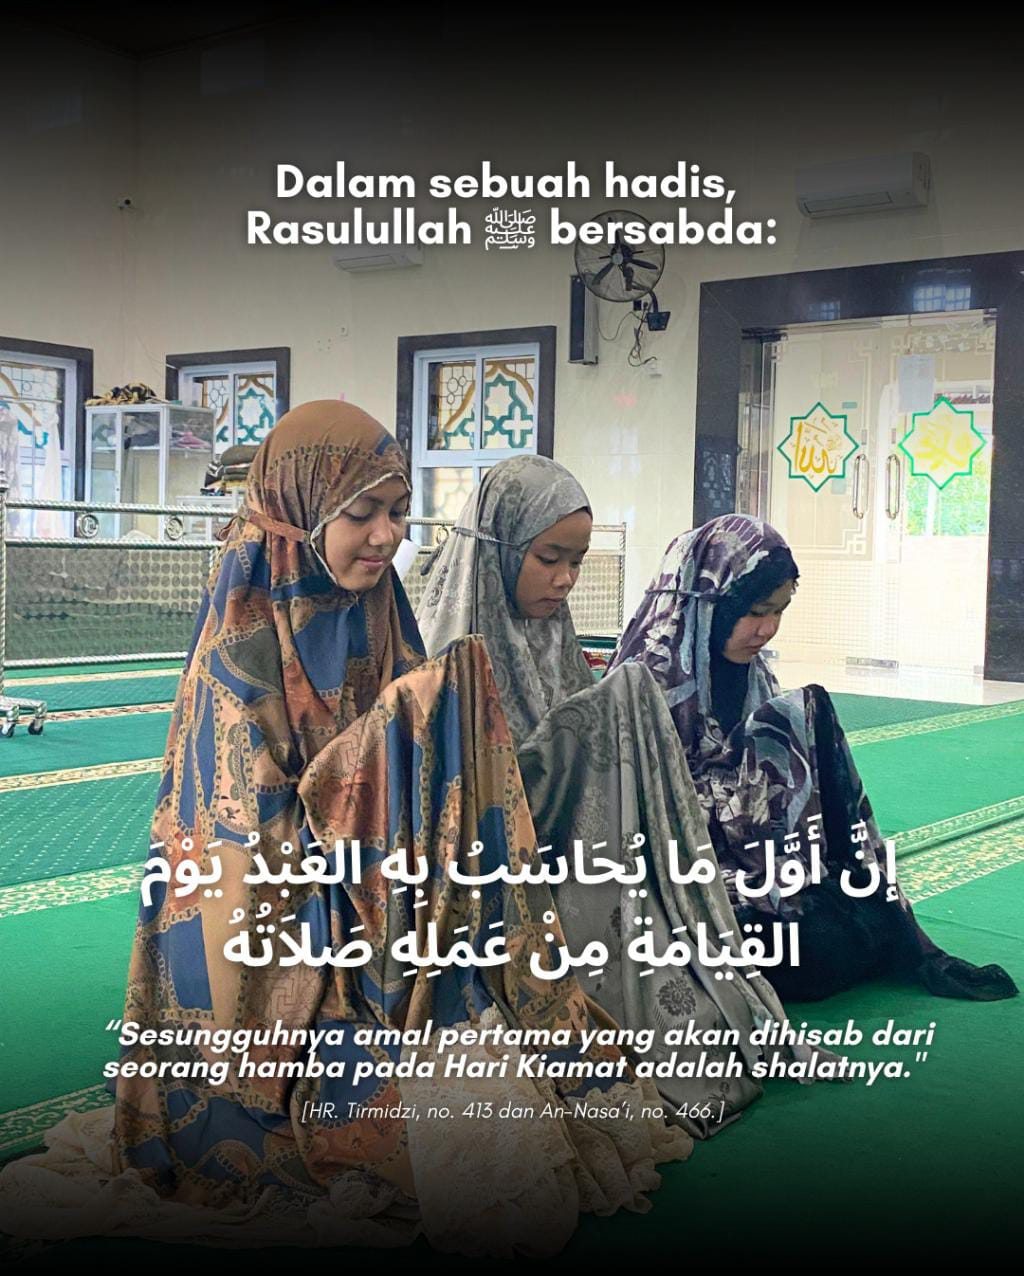 Dalam sebuah hadis,
Rasulullah ﷺ bersabda:
إِنَّ أَوَّلَ مَا يُحَاسَبُ بِهِ العَبْدُ يَوْمَ
القِيَامَةِ مِنْ عَمَلِهِ صَلاَتُهُ
“Sesungguhnya amal pertama yang akan dihisab dari
seorang hamba pada Hari Kiamat adalah shalatnya."
[HR. Tirmidzi, no. 413 dan An-Nasa’i, no. 466.]